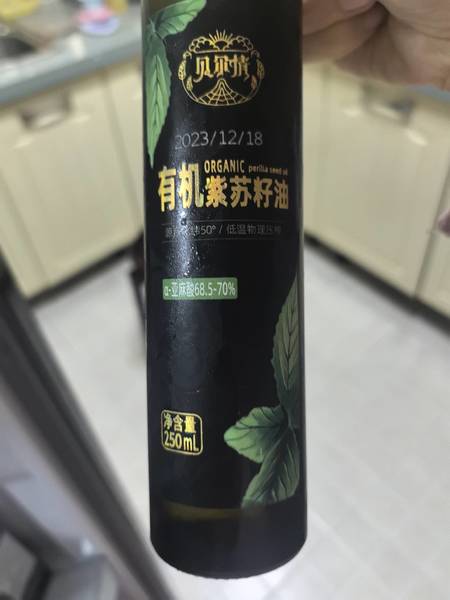 贝尔情
2023/12/18
ORGANIC perilla seed oil
有机紫苏籽油
50° / 低温物理压榨
α-亚麻酸68.5-70%
净含量
250mL